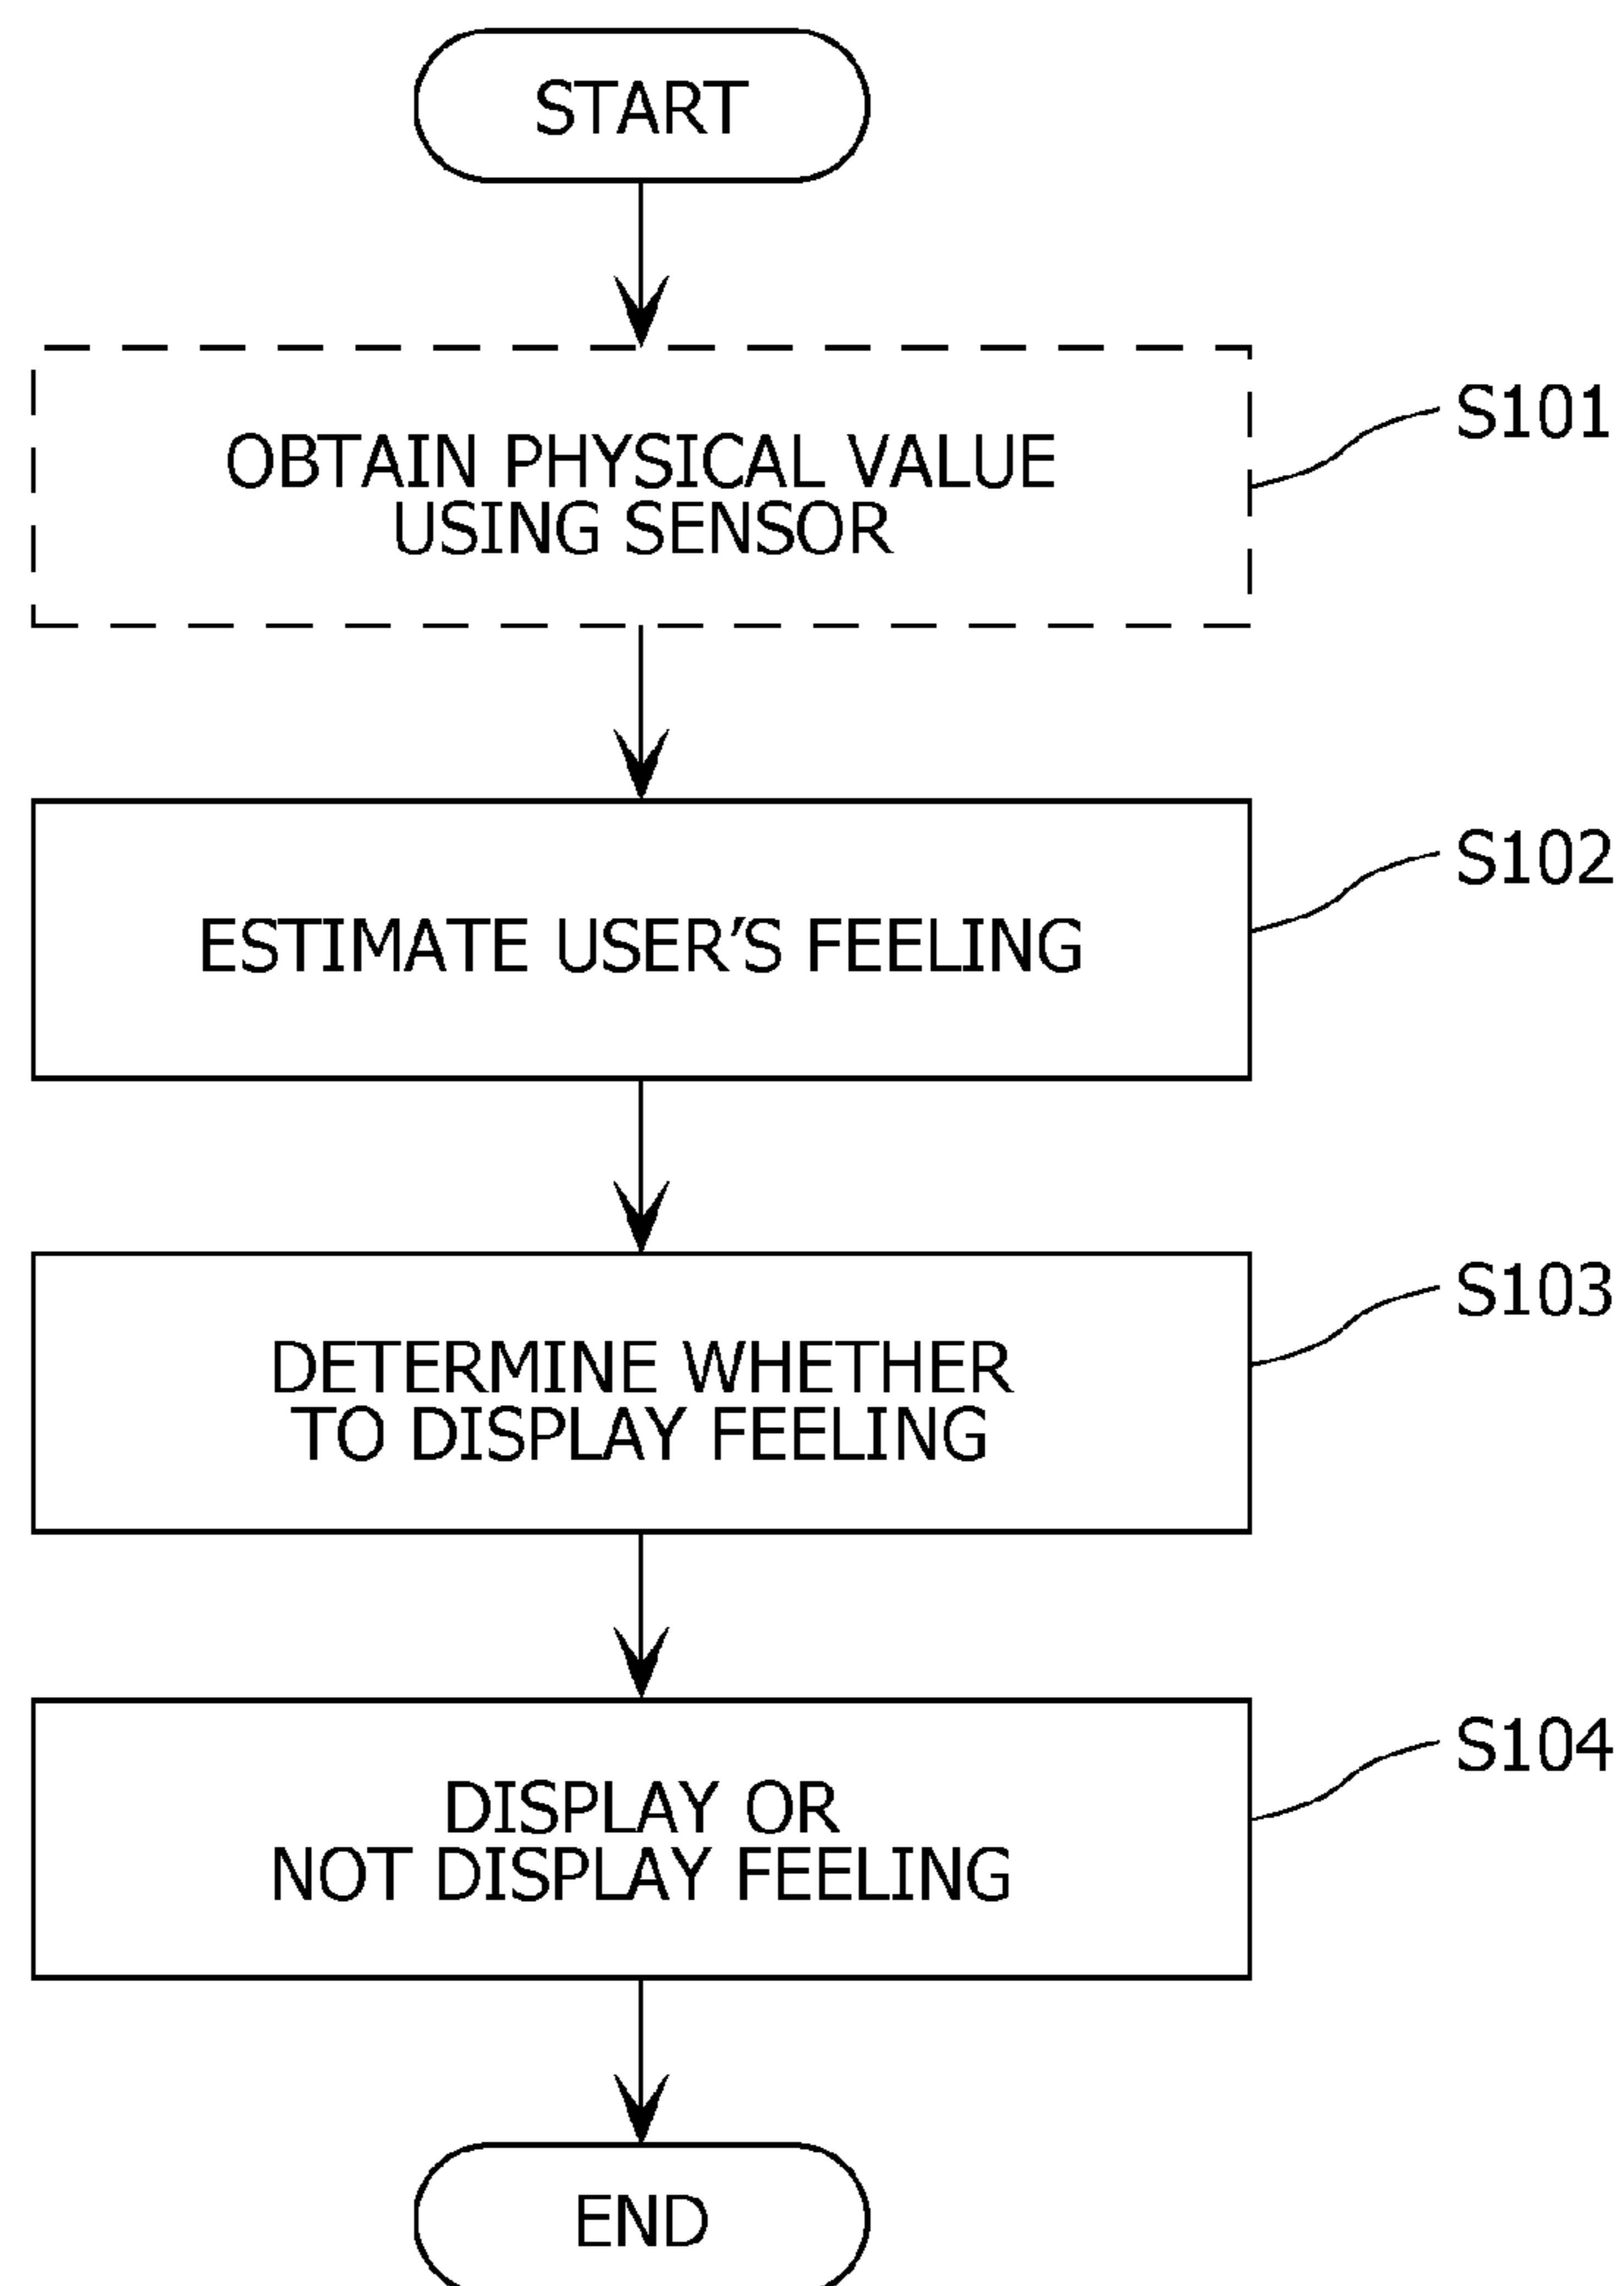 START
OBTAIN PHYSICAL VALUE
USING SENSOR
S101
ESTIMATE USER’S FEELING
S102
DETERMINE WHETHER
TO DISPLAY FEELING
S103
DISPLAY OR
NOT DISPLAY FEELING
S104
END